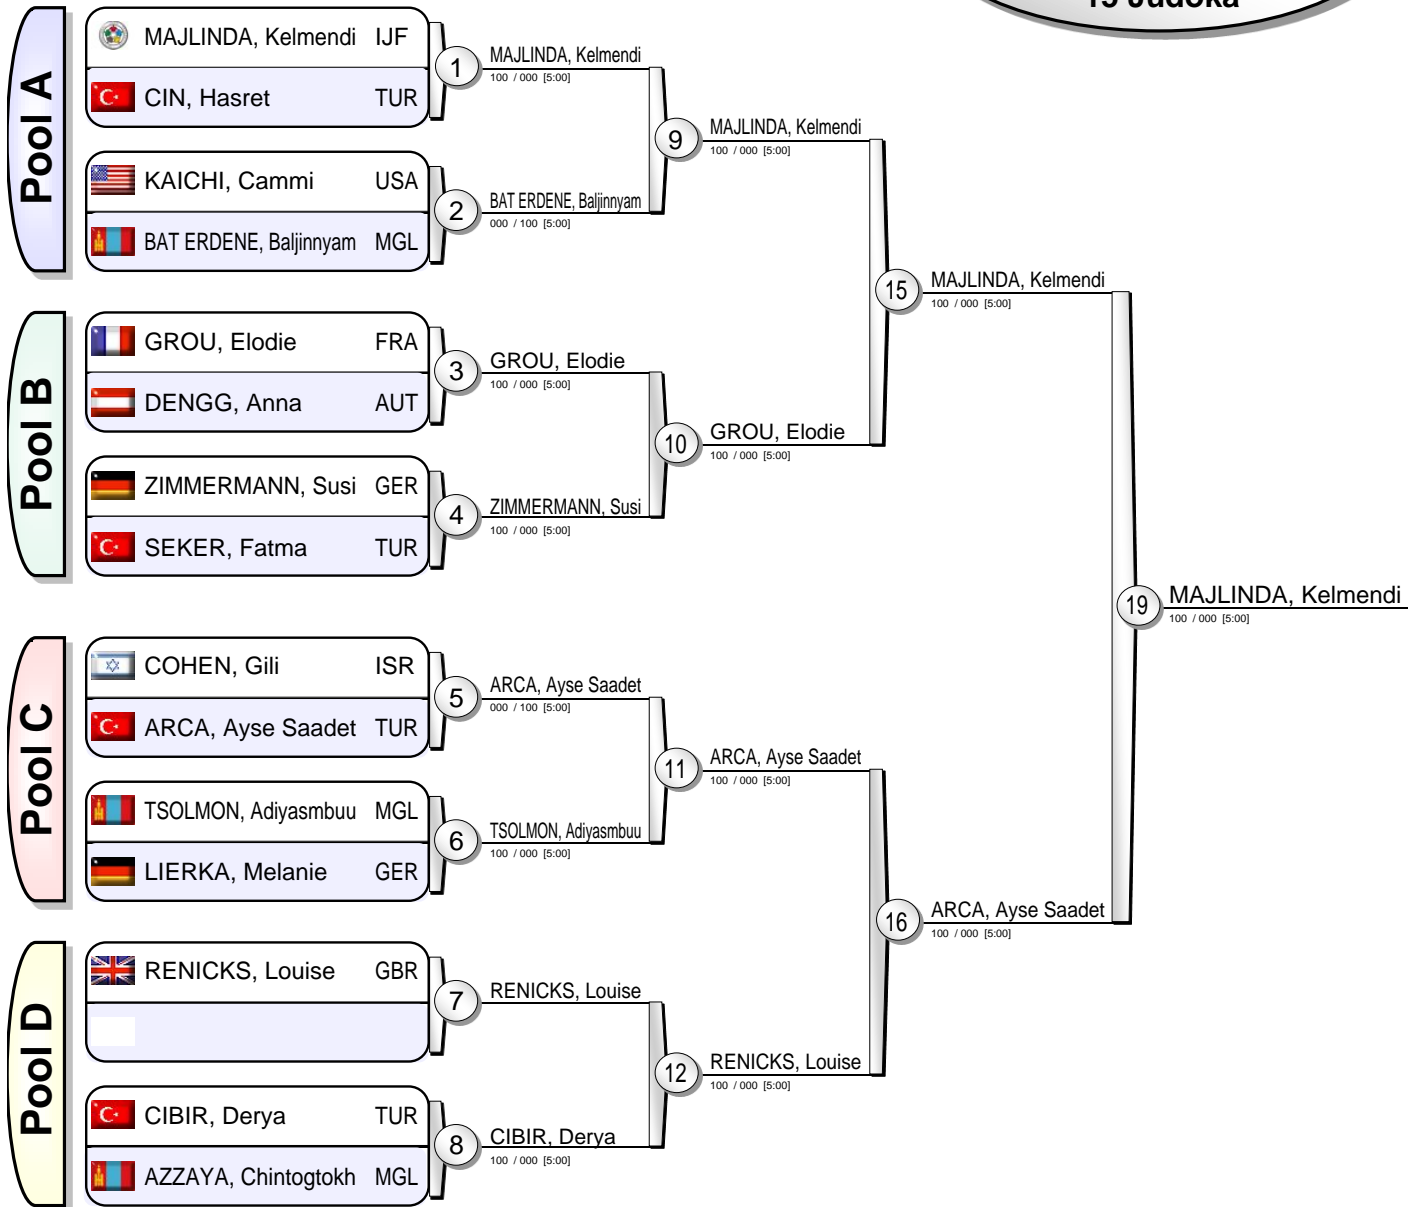 15 Judoka
Pool A
MAJLINDA, Kelmendi IJF
CIN, Hasret TUR
1
MAJLINDA, Kelmendi
100 / 000 [5:00]
KAICHI, Cammi USA
BAT ERDENE, Baljinnyam MGL
2
BAT ERDENE, Baljinnyam
000 / 100 [5:00]
9
MAJLINDA, Kelmendi
100 / 000 [5:00]
Pool B
GROU, Elodie FRA
DENGG, Anna AUT
3
GROU, Elodie
100 / 000 [5:00]
ZIMMERMANN, Susi GER
SEKER, Fatma TUR
4
ZIMMERMANN, Susi
100 / 000 [5:00]
10
GROU, Elodie
100 / 000 [5:00]
15
MAJLINDA, Kelmendi
100 / 000 [5:00]
Pool C
COHEN, Gili ISR
ARCA, Ayse Saadet TUR
5
ARCA, Ayse Saadet
000 / 100 [5:00]
TSOLMON, Adiyasmbuu MGL
LIERKA, Melanie GER
6
TSOLMON, Adiyasmbuu
100 / 000 [5:00]
11
ARCA, Ayse Saadet
100 / 000 [5:00]
Pool D
RENICKS, Louise GBR
7
RENICKS, Louise
CIBIR, Derya TUR
AZZAYA, Chintogtokh MGL
8
CIBIR, Derya
100 / 000 [5:00]
12
RENICKS, Louise
100 / 000 [5:00]
16
ARCA, Ayse Saadet
100 / 000 [5:00]
19
MAJLINDA, Kelmendi
100 / 000 [5:00]